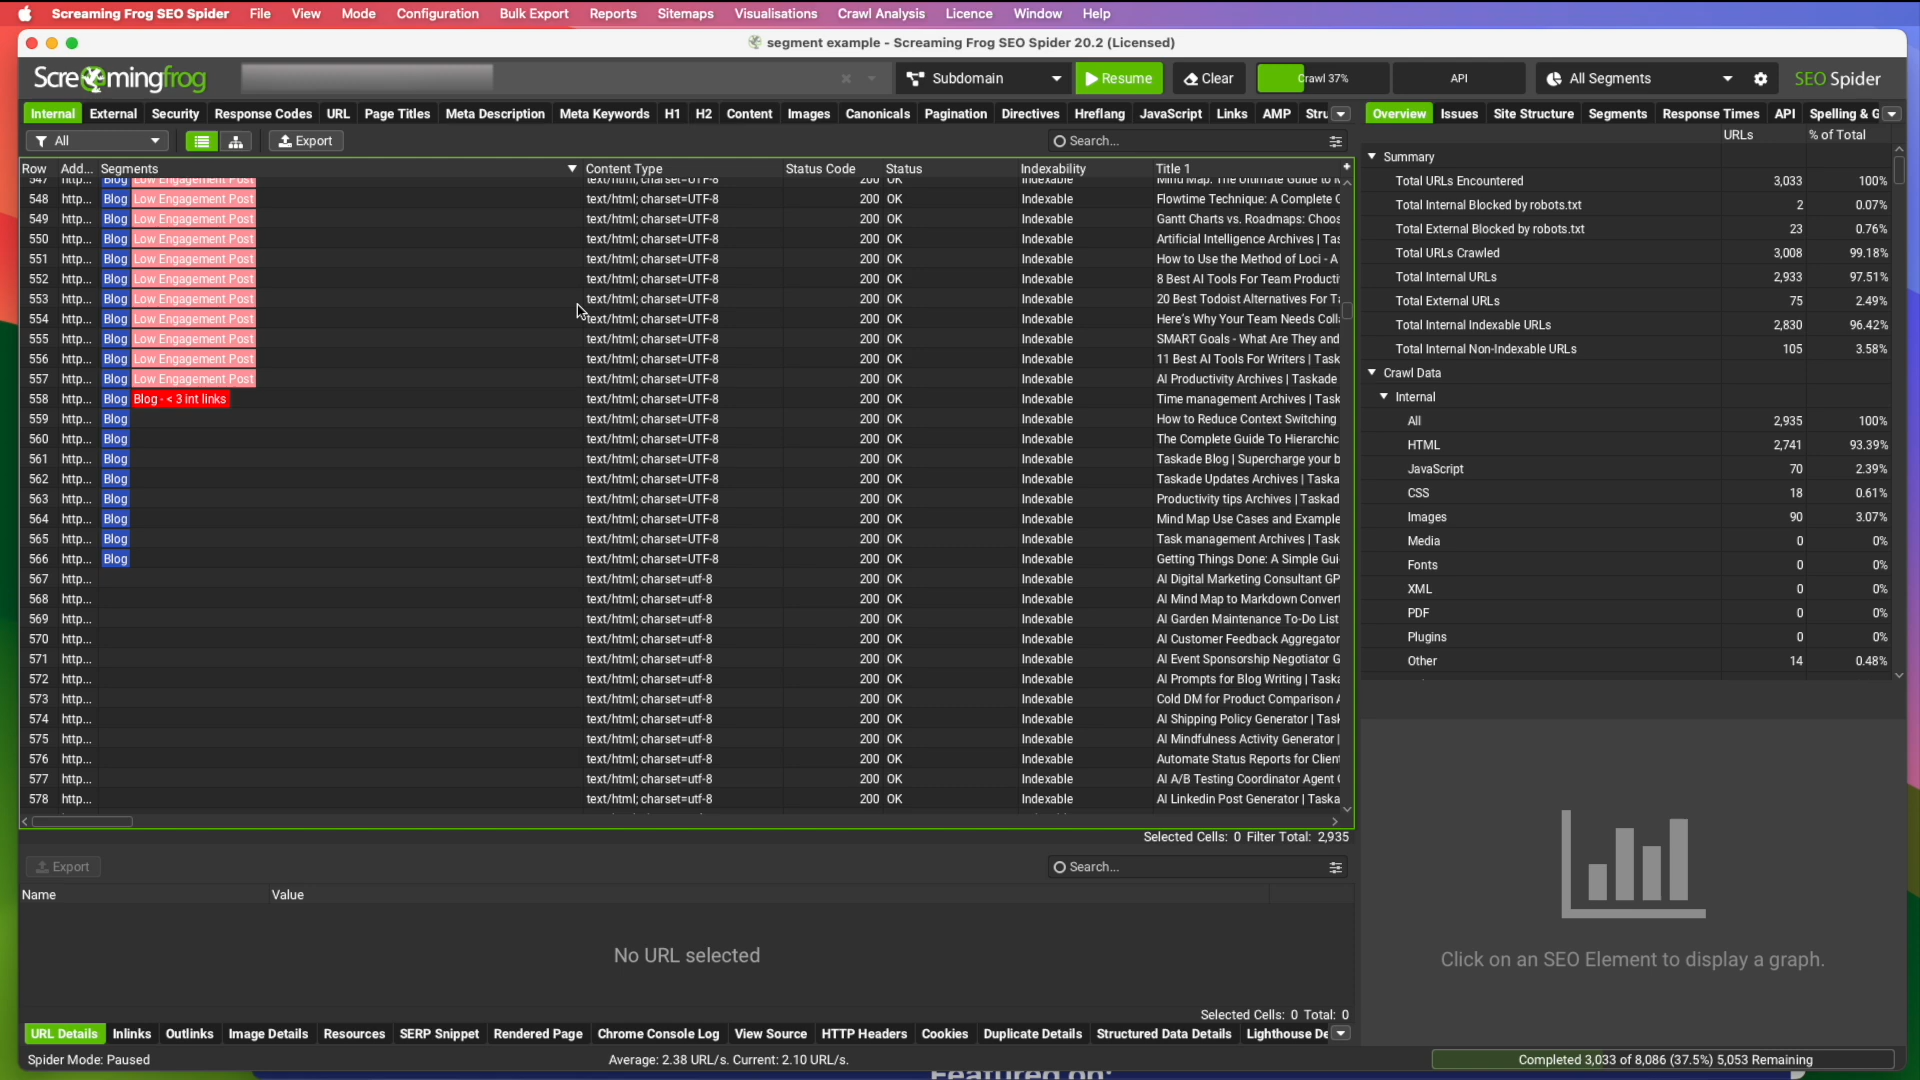 Screaming Frog SEO Spider File View Mode Configuration Bulk Export Reports Sitemaps Visualisations Crawl Analysis Licence Window Help
segment example - Screaming Frog SEO Spider 20.2 (Licensed)
Screamingfrog Subdomain Resume Clear Crawl 37% API All Segments SEO Spider
Internal External Security Response Codes URL Page Titles Meta Description Meta Keywords H1 H2 Content Images Canonicals Pagination Directives Hreflang JavaScript Links AMP Stru
Overview Issues Site Structure Segments Response Times API Spelling & G
All Export Search...
URLs % of Total
Row Add... Segments Content Type Status Code Status Indexability Title 1
547 http... Blog Low Engagement Post text/html; charset=UTF-8 200 OK Indexable Mind Map: The Ultimate Guide to M
548 http... Blog Low Engagement Post text/html; charset=UTF-8 200 OK Indexable Flowtime Technique: A Complete G
549 http... Blog Low Engagement Post text/html; charset=UTF-8 200 OK Indexable Gantt Charts vs. Roadmaps: Choos
550 http... Blog Low Engagement Post text/html; charset=UTF-8 200 OK Indexable Artificial Intelligence Archives | Tas
551 http... Blog Low Engagement Post text/html; charset=UTF-8 200 OK Indexable How to Use the Method of Loci - A
552 http... Blog Low Engagement Post text/html; charset=UTF-8 200 OK Indexable 8 Best AI Tools For Team Producti
553 http... Blog Low Engagement Post text/html; charset=UTF-8 200 OK Indexable 20 Best Todoist Alternatives For Ta
554 http... Blog Low Engagement Post text/html; charset=UTF-8 200 OK Indexable Here's Why Your Team Needs Coll
555 http... Blog Low Engagement Post text/html; charset=UTF-8 200 OK Indexable SMART Goals - What Are They and
556 http... Blog Low Engagement Post text/html; charset=UTF-8 200 OK Indexable 11 Best AI Tools For Writers | Task
557 http... Blog Low Engagement Post text/html; charset=UTF-8 200 OK Indexable AI Productivity Archives | Taskade
558 http... Blog Blog - < 3 int links text/html; charset=UTF-8 200 OK Indexable Time management Archives | Task
559 http... Blog text/html; charset=UTF-8 200 OK Indexable How to Reduce Context Switching
560 http... Blog text/html; charset=UTF-8 200 OK Indexable The Complete Guide To Hierarchic
561 http... Blog text/html; charset=UTF-8 200 OK Indexable Taskade Blog | Supercharge your b
562 http... Blog text/html; charset=UTF-8 200 OK Indexable Taskade Updates Archives | Taskad
563 http... Blog text/html; charset=UTF-8 200 OK Indexable Productivity tips Archives | Taskad
564 http... Blog text/html; charset=UTF-8 200 OK Indexable Mind Map Use Cases and Example
565 http... Blog text/html; charset=UTF-8 200 OK Indexable Task management Archives | Task
566 http... Blog text/html; charset=UTF-8 200 OK Indexable Getting Things Done: A Simple Gui
567 http... text/html; charset=utf-8 200 OK Indexable AI Digital Marketing Consultant GP
568 http... text/html; charset=utf-8 200 OK Indexable AI Mind Map to Markdown Convert
569 http... text/html; charset=utf-8 200 OK Indexable AI Garden Maintenance To-Do List
570 http... text/html; charset=utf-8 200 OK Indexable AI Customer Feedback Aggregator
571 http... text/html; charset=utf-8 200 OK Indexable AI Event Sponsorship Negotiator G
572 http... text/html; charset=utf-8 200 OK Indexable AI Prompts for Blog Writing | Taska
573 http... text/html; charset=utf-8 200 OK Indexable Cold DM for Product Comparison A
574 http... text/html; charset=utf-8 200 OK Indexable AI Shipping Policy Generator | Task
575 http... text/html; charset=utf-8 200 OK Indexable AI Mindfulness Activity Generator |
576 http... text/html; charset=utf-8 200 OK Indexable Automate Status Reports for Client
577 http... text/html; charset=utf-8 200 OK Indexable AI A/B Testing Coordinator Agent
578 http... text/html; charset=utf-8 200 OK Indexable AI Linkedin Post Generator | Taska
Selected Cells: 0 Filter Total: 2,935
Summary
Total URLs Encountered 3,033 100%
Total Internal Blocked by robots.txt 2 0.07%
Total External Blocked by robots.txt 23 0.76%
Total URLs Crawled 3,008 99.18%
Total Internal URLs 2,933 97.51%
Total External URLs 75 2.49%
Total Internal Indexable URLs 2,830 96.42%
Total Internal Non-Indexable URLs 105 3.58%
Crawl Data
Internal
All 2,935 100%
HTML 2,741 93.39%
JavaScript 70 2.39%
CSS 18 0.61%
Images 90 3.07%
Media 0 0%
Fonts 0 0%
XML 0 0%
PDF 0 0%
Plugins 0 0%
Other 14 0.48%
Export Search...
Name Value
No URL selected
Click on an SEO Element to display a graph.
Selected Cells: 0 Total: 0
URL Details Inlinks Outlinks Image Details Resources SERP Snippet Rendered Page Chrome Console Log View Source HTTP Headers Cookies Duplicate Details Structured Data Details Lighthouse De
Spider Mode: Paused Average: 2.38 URL/s. Current: 2.10 URL/s. Completed 3,033 of 8,086 (37.5%) 5,053 Remaining
Featured on: